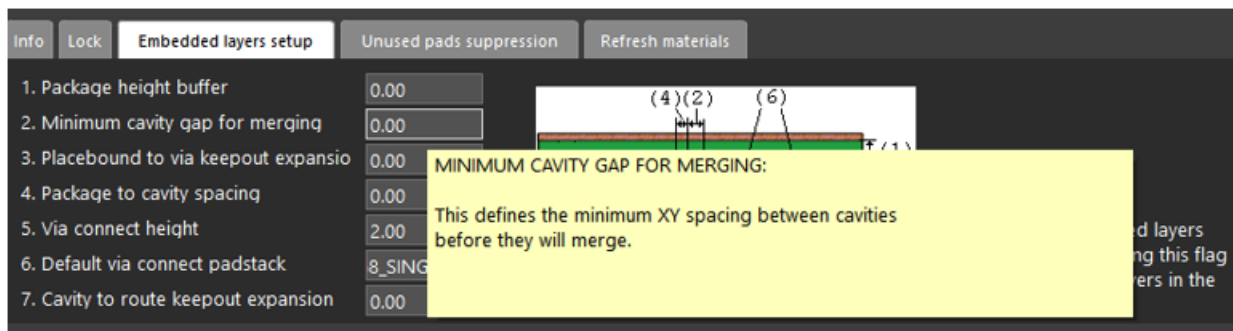 Info Lock Embedded layers setup Unused pads suppression Refresh materials
1. Package height buffer 0.00
(4)(2) (6)
2. Minimum cavity gap for merging 0.00
3. Placebound to via keepout expansio 0.00
(1)
MINIMUM CAVITY GAP FOR MERGING:
4. Package to cavity spacing 0.00
This defines the minimum XY spacing between cavities
before they will merge.
5. Via connect height 2.00
ed layers
6. Default via connect padstack 8_SING
ng this flag
yers in the
7. Cavity to route keepout expansion 0.00